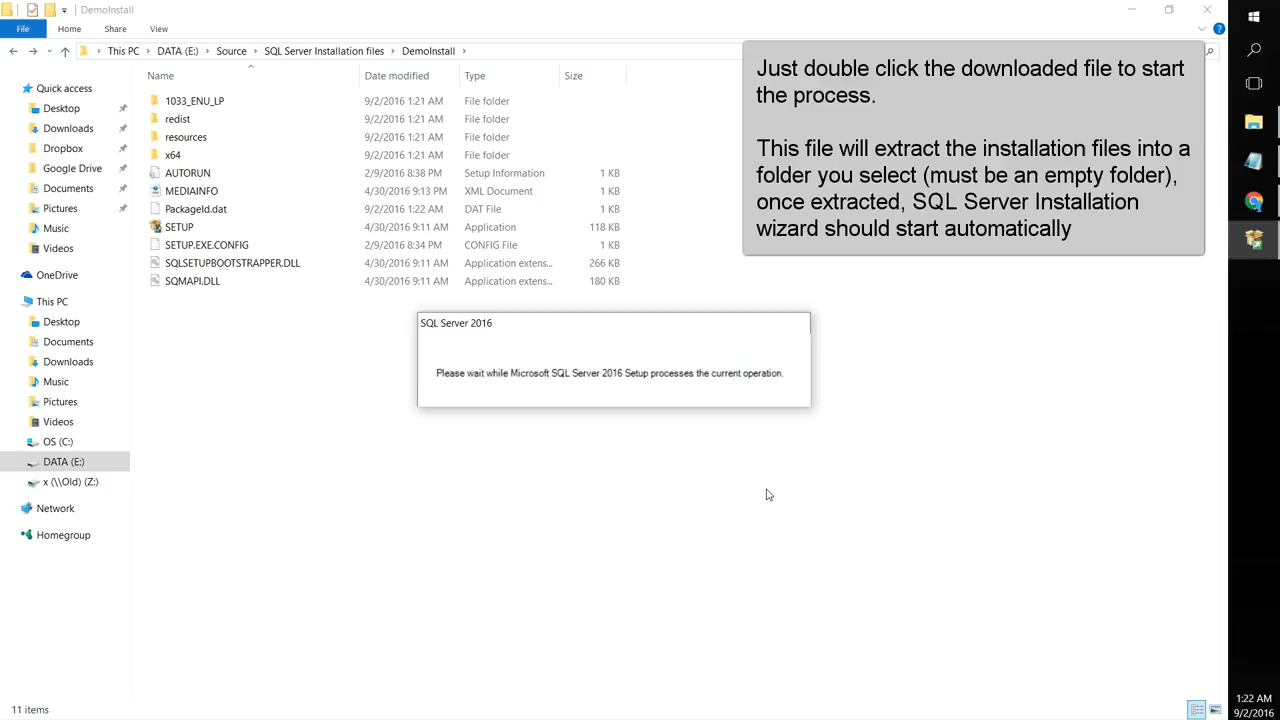 DemoInstall
File Home Share View
This PC DATA (E:) Source SQL Server Installation files DemoInstall
Just double click the downloaded file to start
the process.
This file will extract the installation files into a
folder you select (must be an empty folder),
once extracted, SQL Server Installation
wizard should start automatically
Quick access
Desktop
Downloads
Dropbox
Google Drive
Documents
Pictures
Music
Videos
OneDrive
This PC
Desktop
Documents
Downloads
Music
Pictures
Videos
OS (C:)
DATA (E:)
x (\\Old) (Z:)
Network
Homegroup
Name Date modified Type Size
1033_ENU_LP 9/2/2016 1:21 AM File folder
redist 9/2/2016 1:21 AM File folder
resources 9/2/2016 1:21 AM File folder
x64 9/2/2016 1:21 AM File folder
AUTORUN 2/9/2016 8:38 PM Setup Information 1 KB
MEDIAINFO 4/30/2016 9:13 PM XML Document 1 KB
PackageId.dat 9/2/2016 1:22 AM DAT File 1 KB
SETUP 4/30/2016 9:11 AM Application 118 KB
SETUP.EXE.CONFIG 2/9/2016 8:34 PM CONFIG File 1 KB
SQLSETUPBOOTSTRAPPER.DLL 4/30/2016 9:11 AM Application extens... 266 KB
SQMAPI.DLL 4/30/2016 9:11 AM Application extens... 180 KB
SQL Server 2016
Please wait while Microsoft SQL Server 2016 Setup processes the current operation.
11 items
1:22 AM
9/2/2016